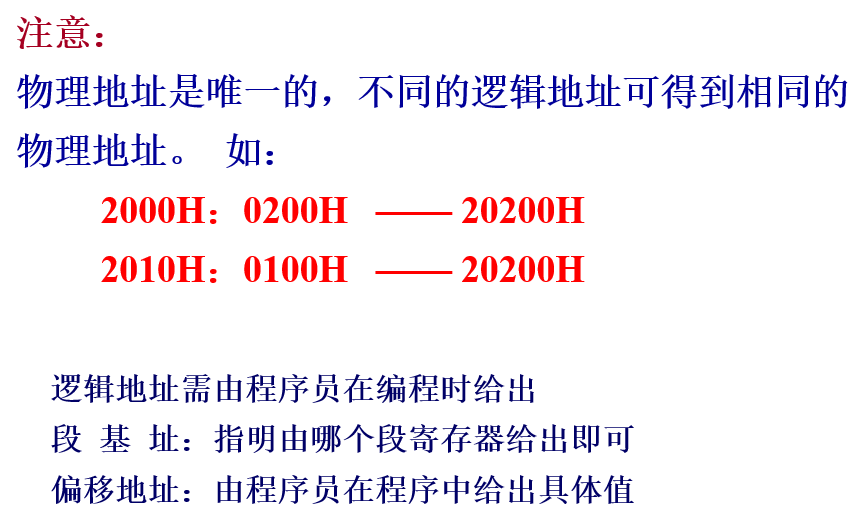 注意：
物理地址是唯一的，不同的逻辑地址可得到相同的
物理地址。 如：
2000H：0200H —— 20200H
2010H：0100H —— 20200H
逻辑地址需由程序员在编程时给出
段 基 址：指明由哪个段寄存器给出即可
偏移地址：由程序员在程序中给出具体值